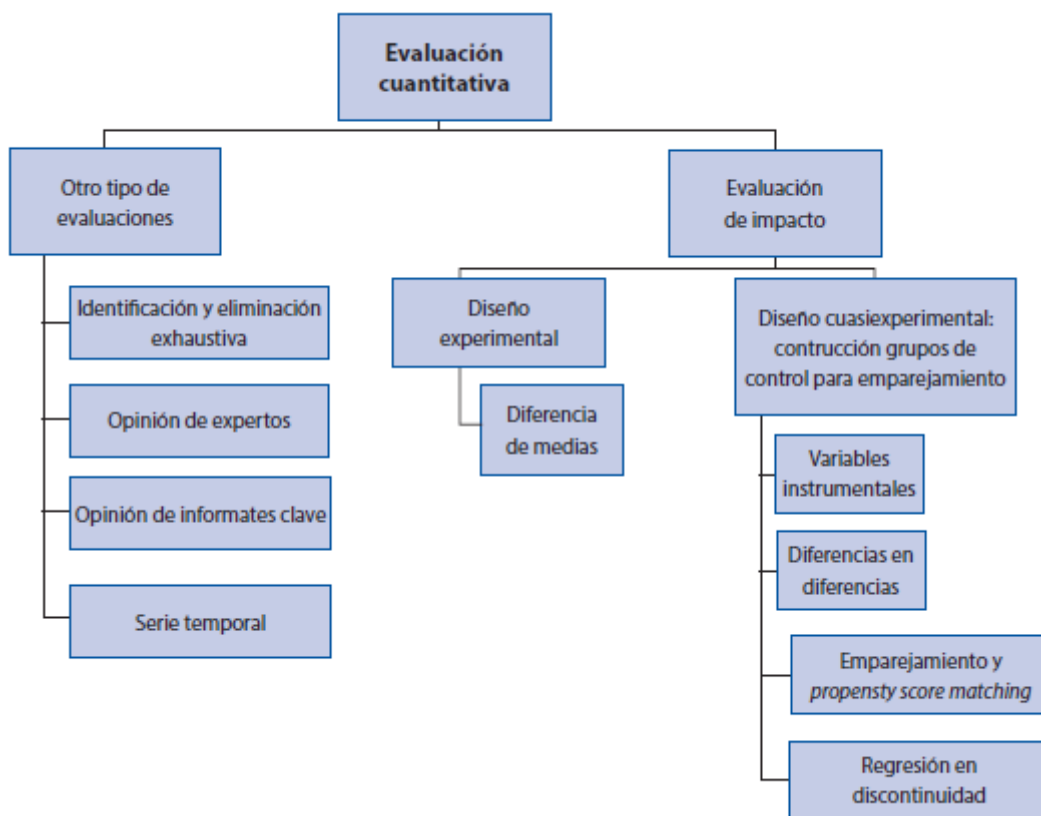 Evaluación
cuantitativa
Otro tipo de
evaluaciones
Identificación y eliminación
exhaustiva
Opinión de expertos
Opinión de informates clave
Serie temporal
Evaluación
de impacto
Diseño
experimental
Diferencia
de medias
Diseño cuasiexperimental:
contrucción grupos de
control para emparejamiento
Variables
instrumentales
Diferencias en
diferencias
Emparejamiento y
propensty score matching
Regresión en
discontinuidad